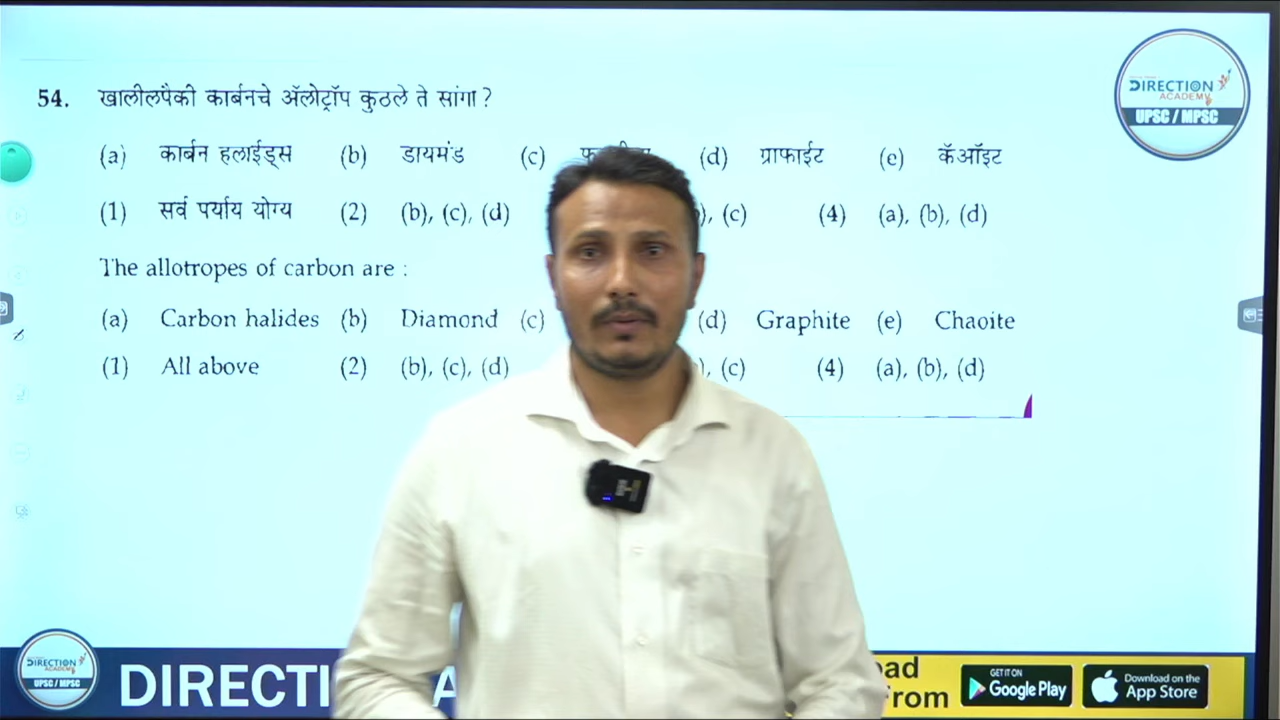 54. खालीलपैकी कार्बनचे ॲलोट्रॉप कुठले ते सांगा ?
(a) कार्बन हलाईड्स (b) डायमंड (c) (d) ग्राफाईट (e) कॅऑइट
(1) सर्व पर्याय योग्य (2) (b), (c), (d) ), (c) (4) (a), (b), (d)
The allotropes of carbon are :
(a) Carbon halides (b) Diamond (c) (d) Graphite (e) Chaoite
(1) All above (2) (b), (c), (d) ), (c) (4) (a), (b), (d)
DIRECTION
ACADEMY
UPSC / MPSC
H
DIRECTION
ACADEMY
UPSC / MPSC
DIRECTI A
oad
From
GET IT ON
Google Play
Download on the
App Store